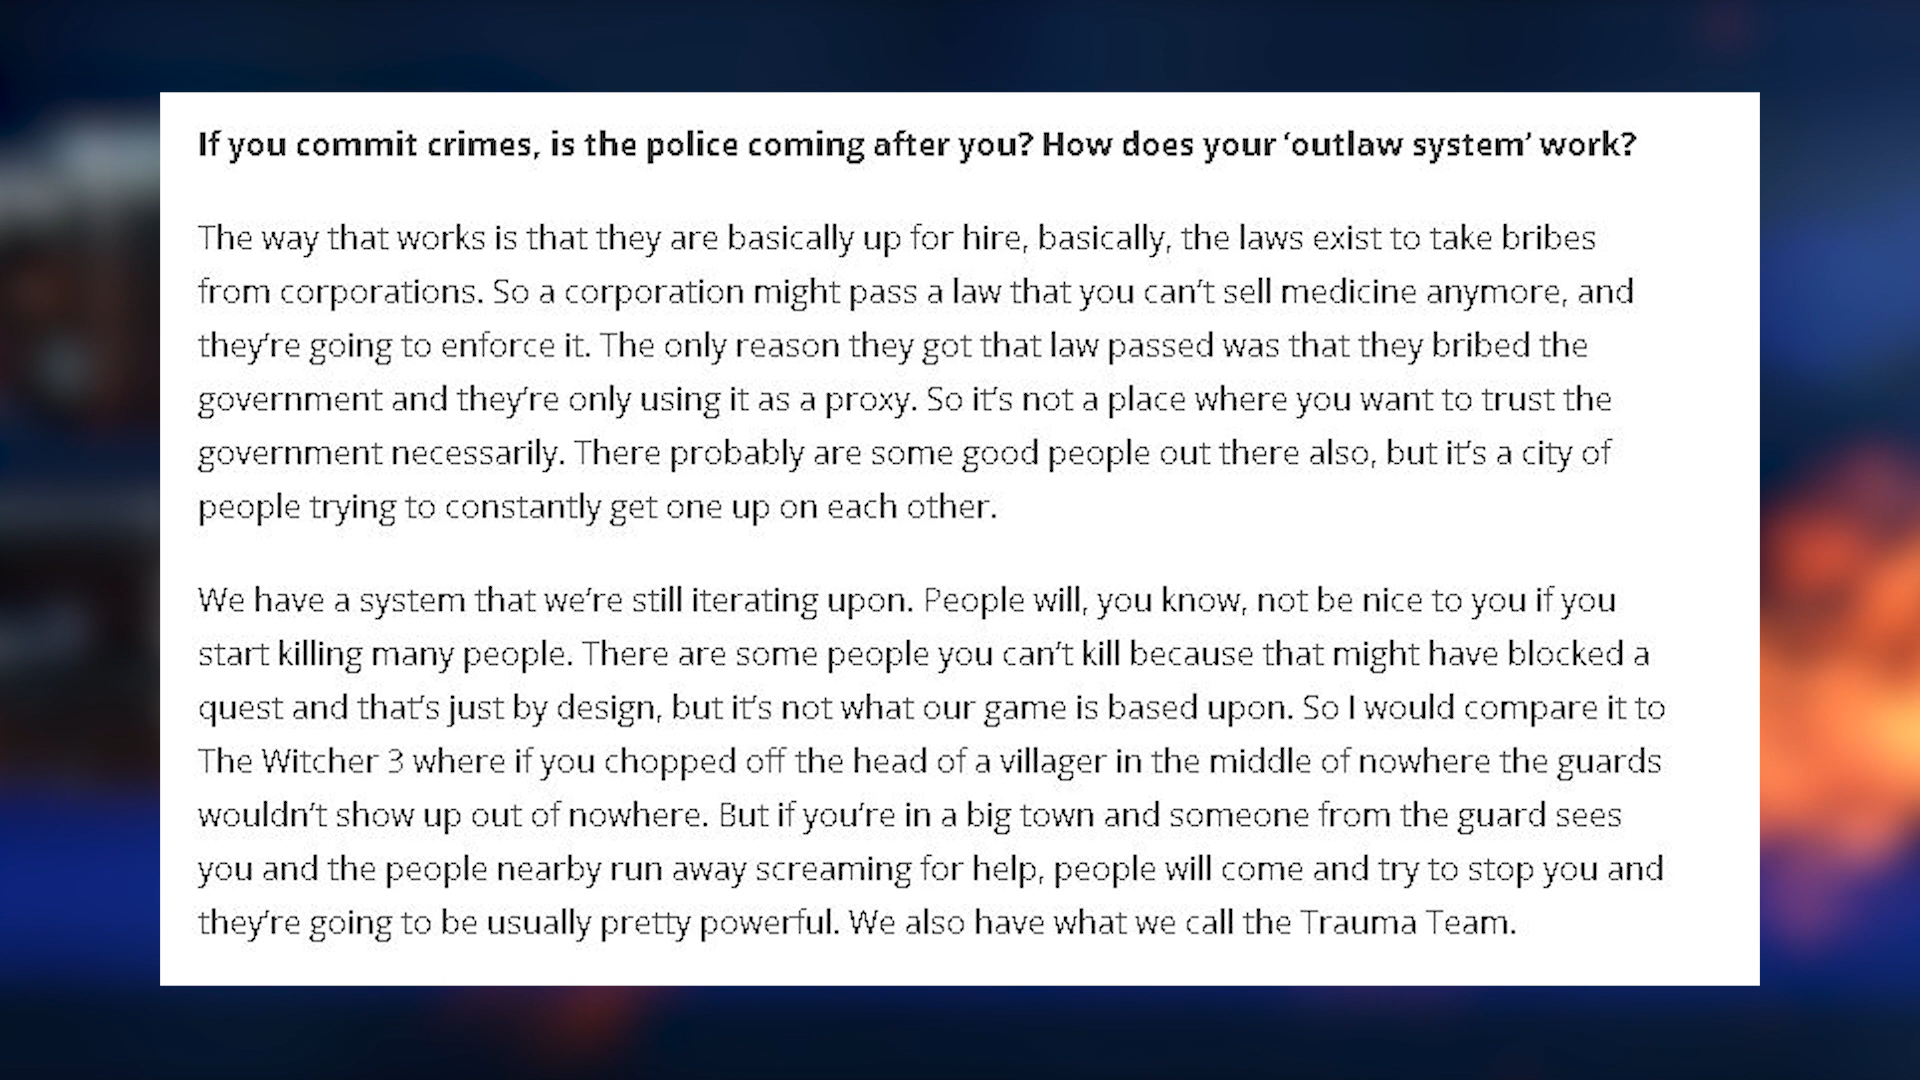 If you commit crimes, is the police coming after you? How does your ‘outlaw system’ work?
The way that works is that they are basically up for hire, basically, the laws exist to take bribes
from corporations. So a corporation might pass a law that you can’t sell medicine anymore, and
they’re going to enforce it. The only reason they got that law passed was that they bribed the
government and they’re only using it as a proxy. So it’s not a place where you want to trust the
government necessarily. There probably are some good people out there also, but it’s a city of
people trying to constantly get one up on each other.
We have a system that we’re still iterating upon. People will, you know, not be nice to you if you
start killing many people. There are some people you can’t kill because that might have blocked a
quest and that’s just by design, but it’s not what our game is based upon. So I would compare it to
The Witcher 3 where if you chopped off the head of a villager in the middle of nowhere the guards
wouldn’t show up out of nowhere. But if you’re in a big town and someone from the guard sees
you and the people nearby run away screaming for help, people will come and try to stop you and
they’re going to be usually pretty powerful. We also have what we call the Trauma Team.